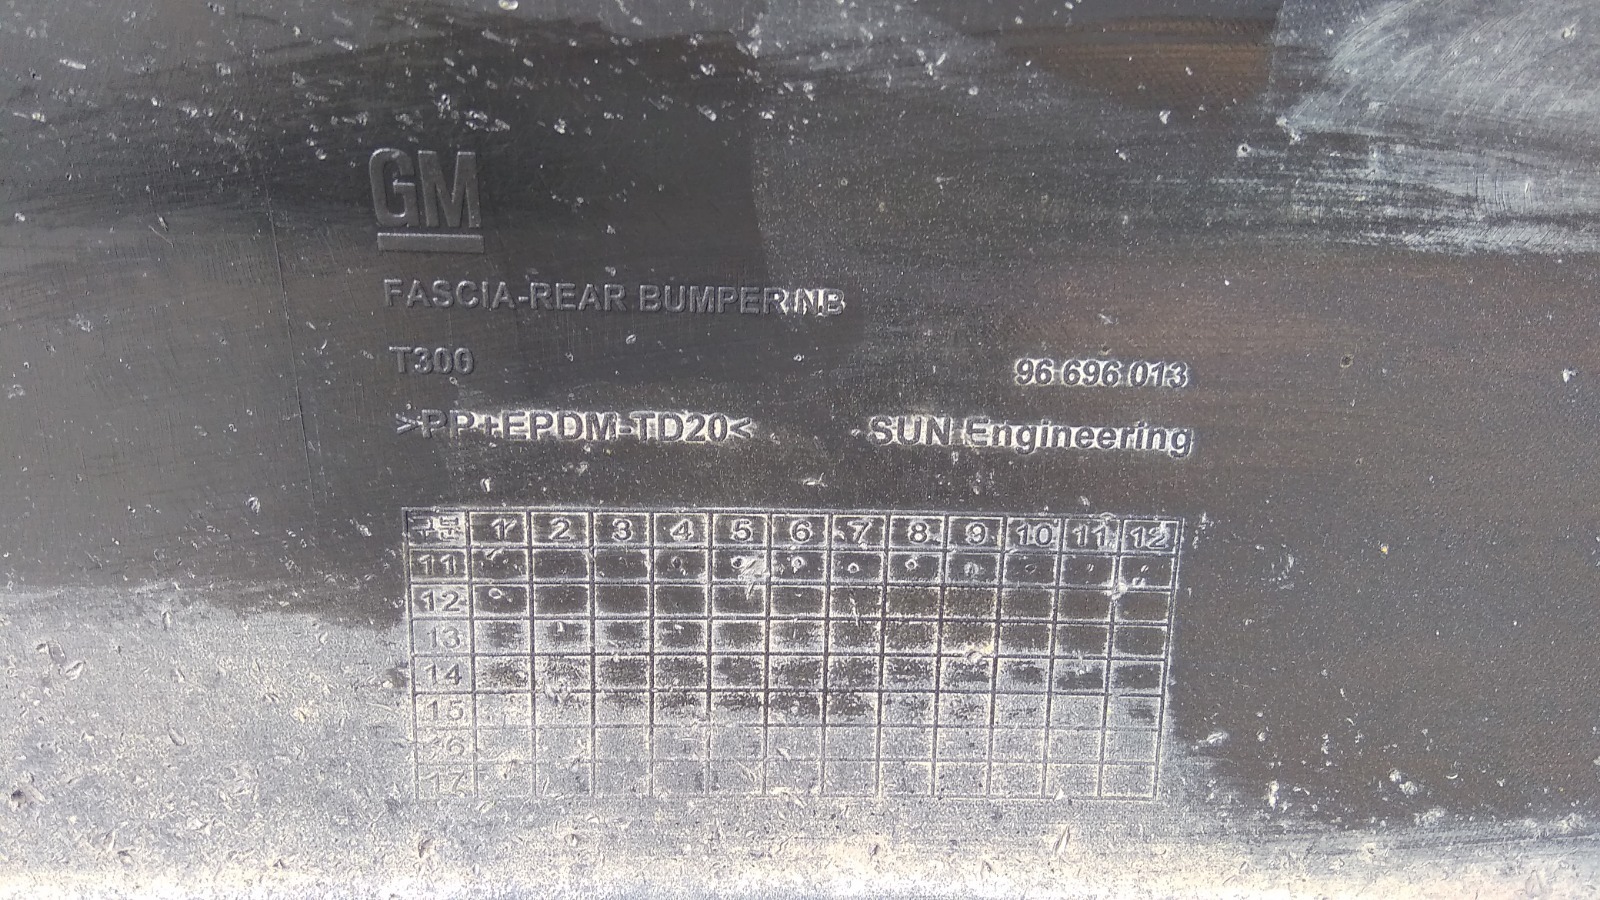 GM
FASCIA-REAR BUMPER NB
T300
96 696 013
>PP+EPDM-TD20<
SUN Engineering
구분 1 2 3 4 5 6 7 8 9 10 11 12
11
12
13
14
15
16
17